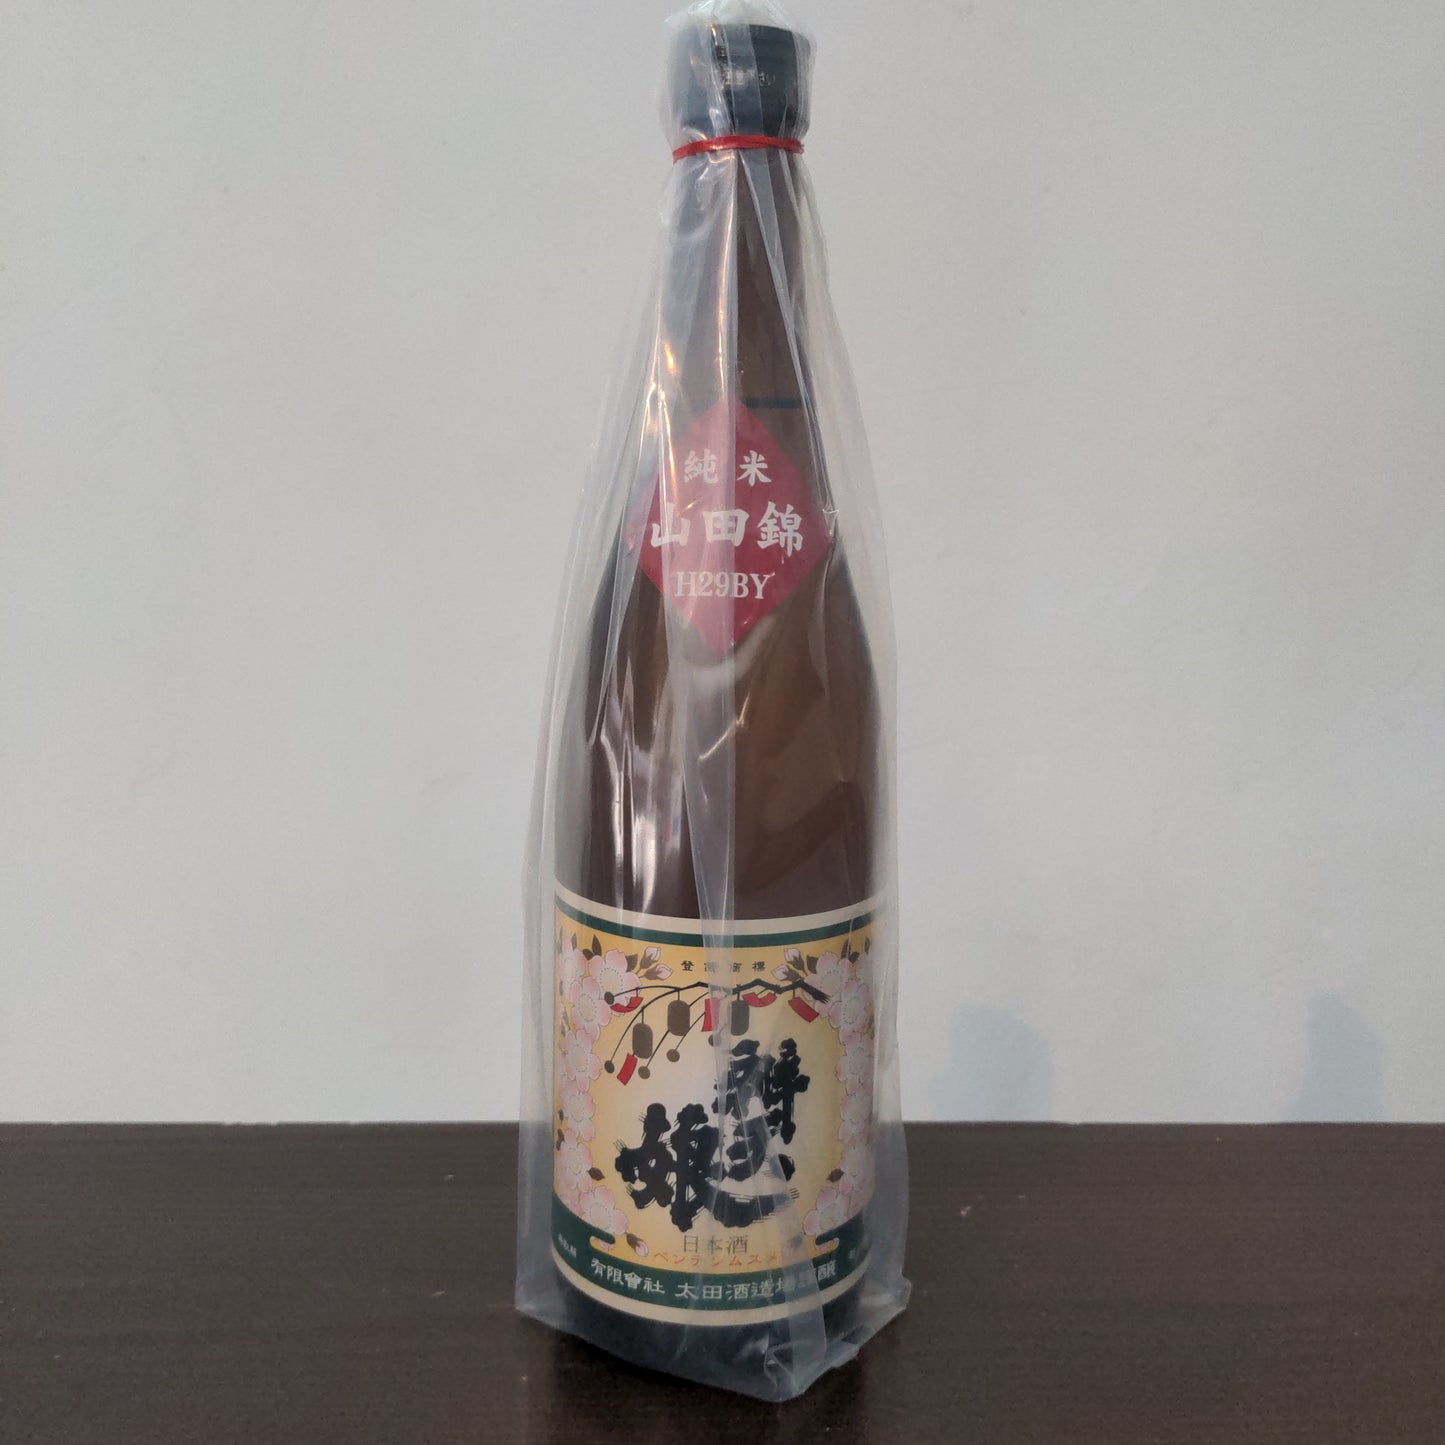 純米
山田錦
H29BY
登録商標
辨天娘
日本酒
ベンテンムスメ
有限會社 太田酒造場謹醸